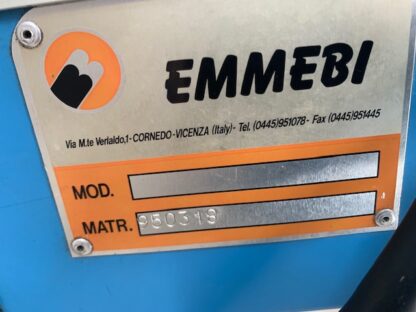 EMMEBI
Via M.te Verlaldo,1 - CORNEDO-VICENZA (Italy) - Tel. (0445)951078 - Fax (0445)951445
MOD.
MATR. 950318